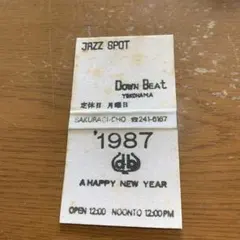 JAZZ SPOT
DOWN BEAT
YOKOHAMA
定休日 月曜日
SAKURAGI-CHO ☎241-6167
'1987
db
A HAPPY NEW YEAR
OPEN 12:00 NOONTO 12:00PM